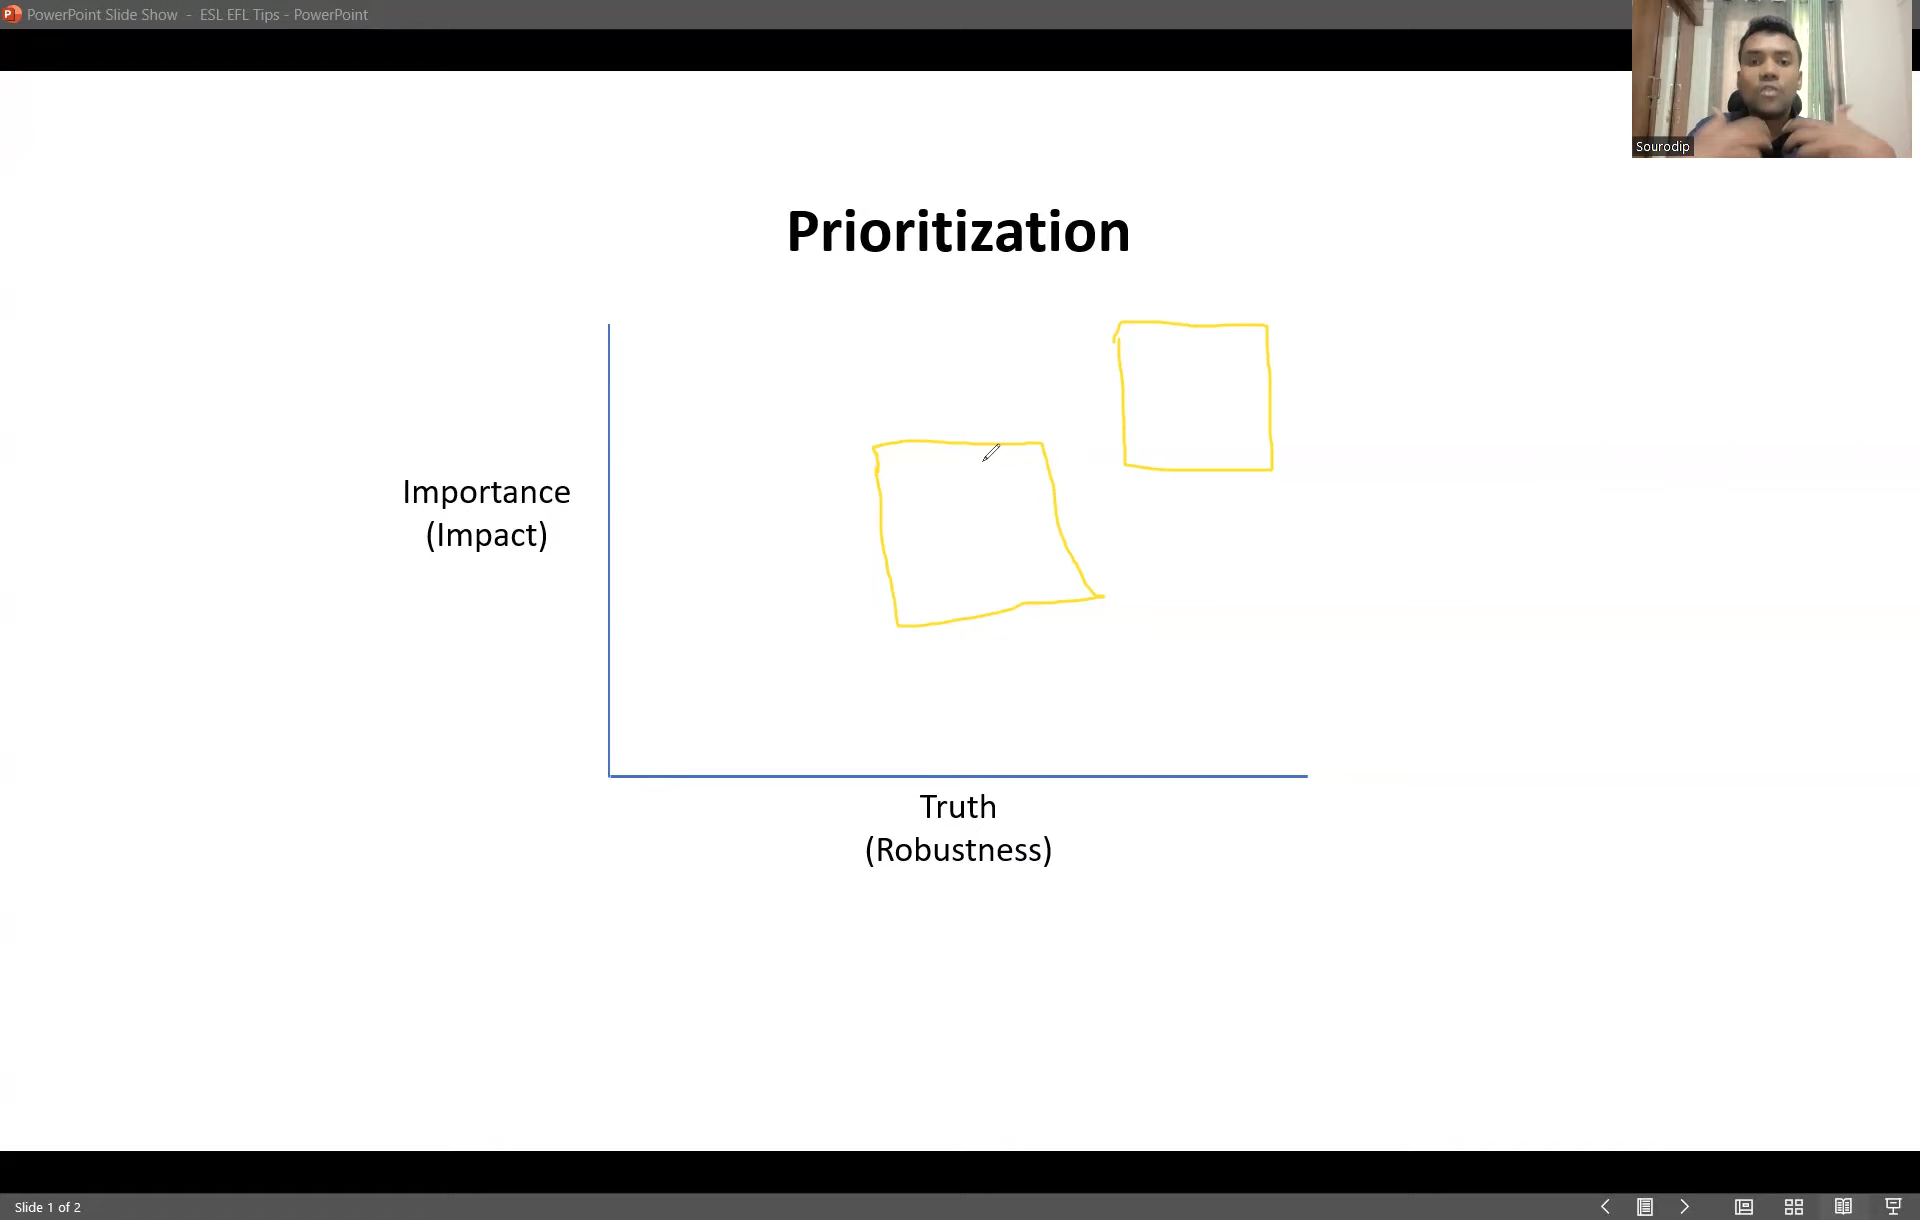 PowerPoint Slide Show - ESL EFL Tips - PowerPoint
Sourodip
Prioritization
Importance
(Impact)
Truth
(Robustness)
Slide 1 of 2